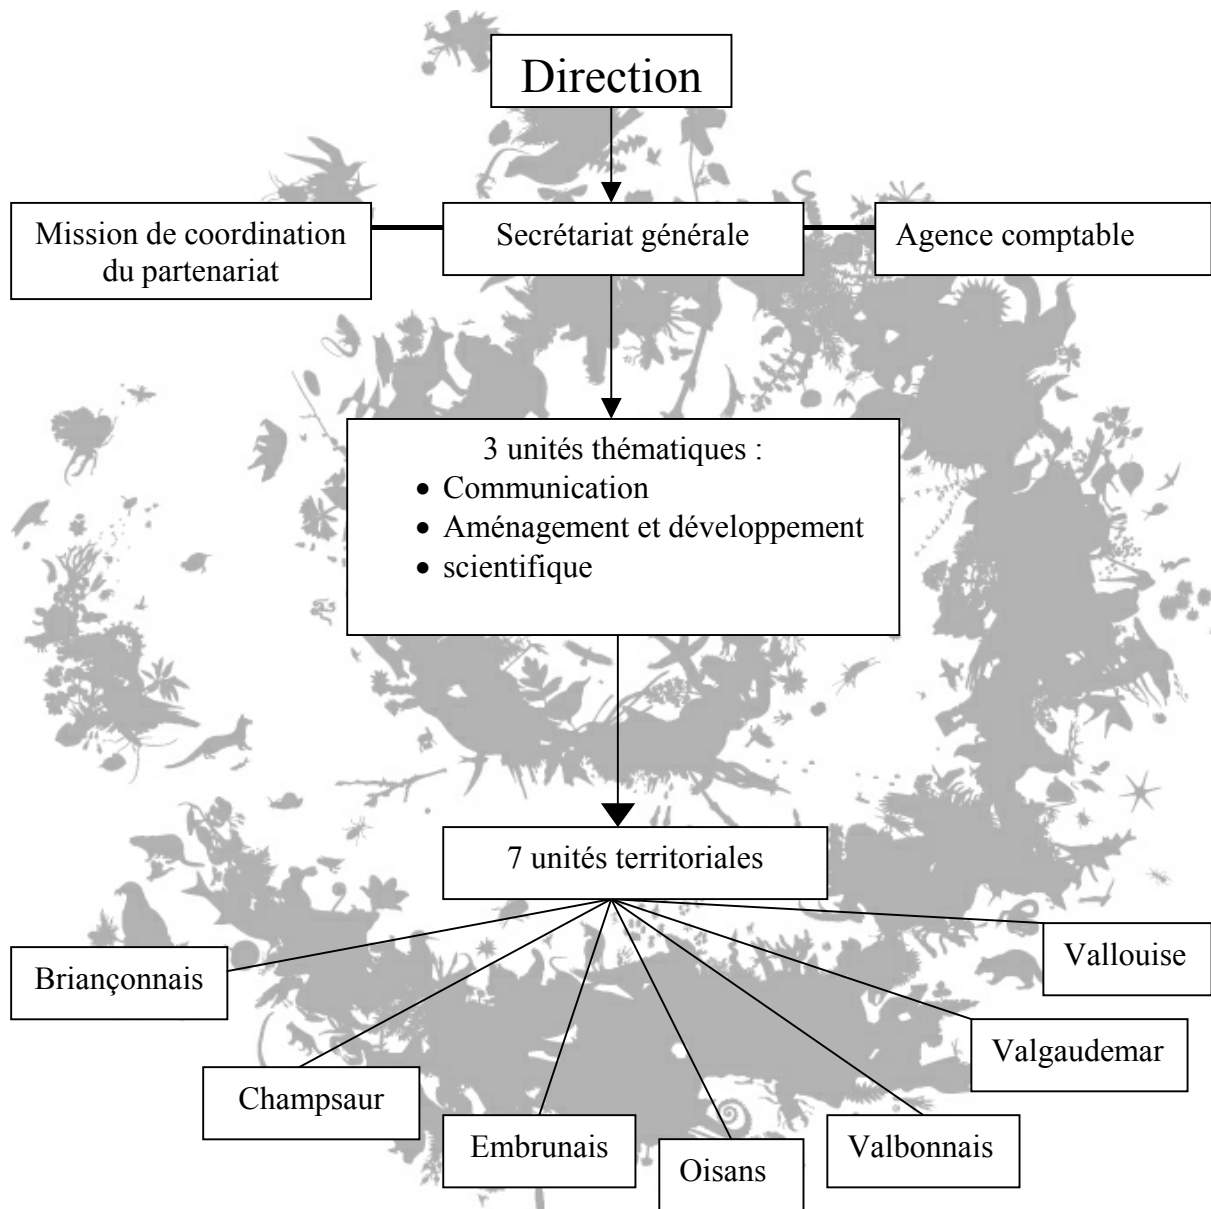 Direction
Mission de coordination
du partenariat
Secrétariat générale
Agence comptable
3 unités thématiques :
• Communication
• Aménagement et développement
• scientifique
7 unités territoriales
Briançonnais
Champsaur
Embrunais
Oisans
Valbonnais
Valgaudemar
Vallouise